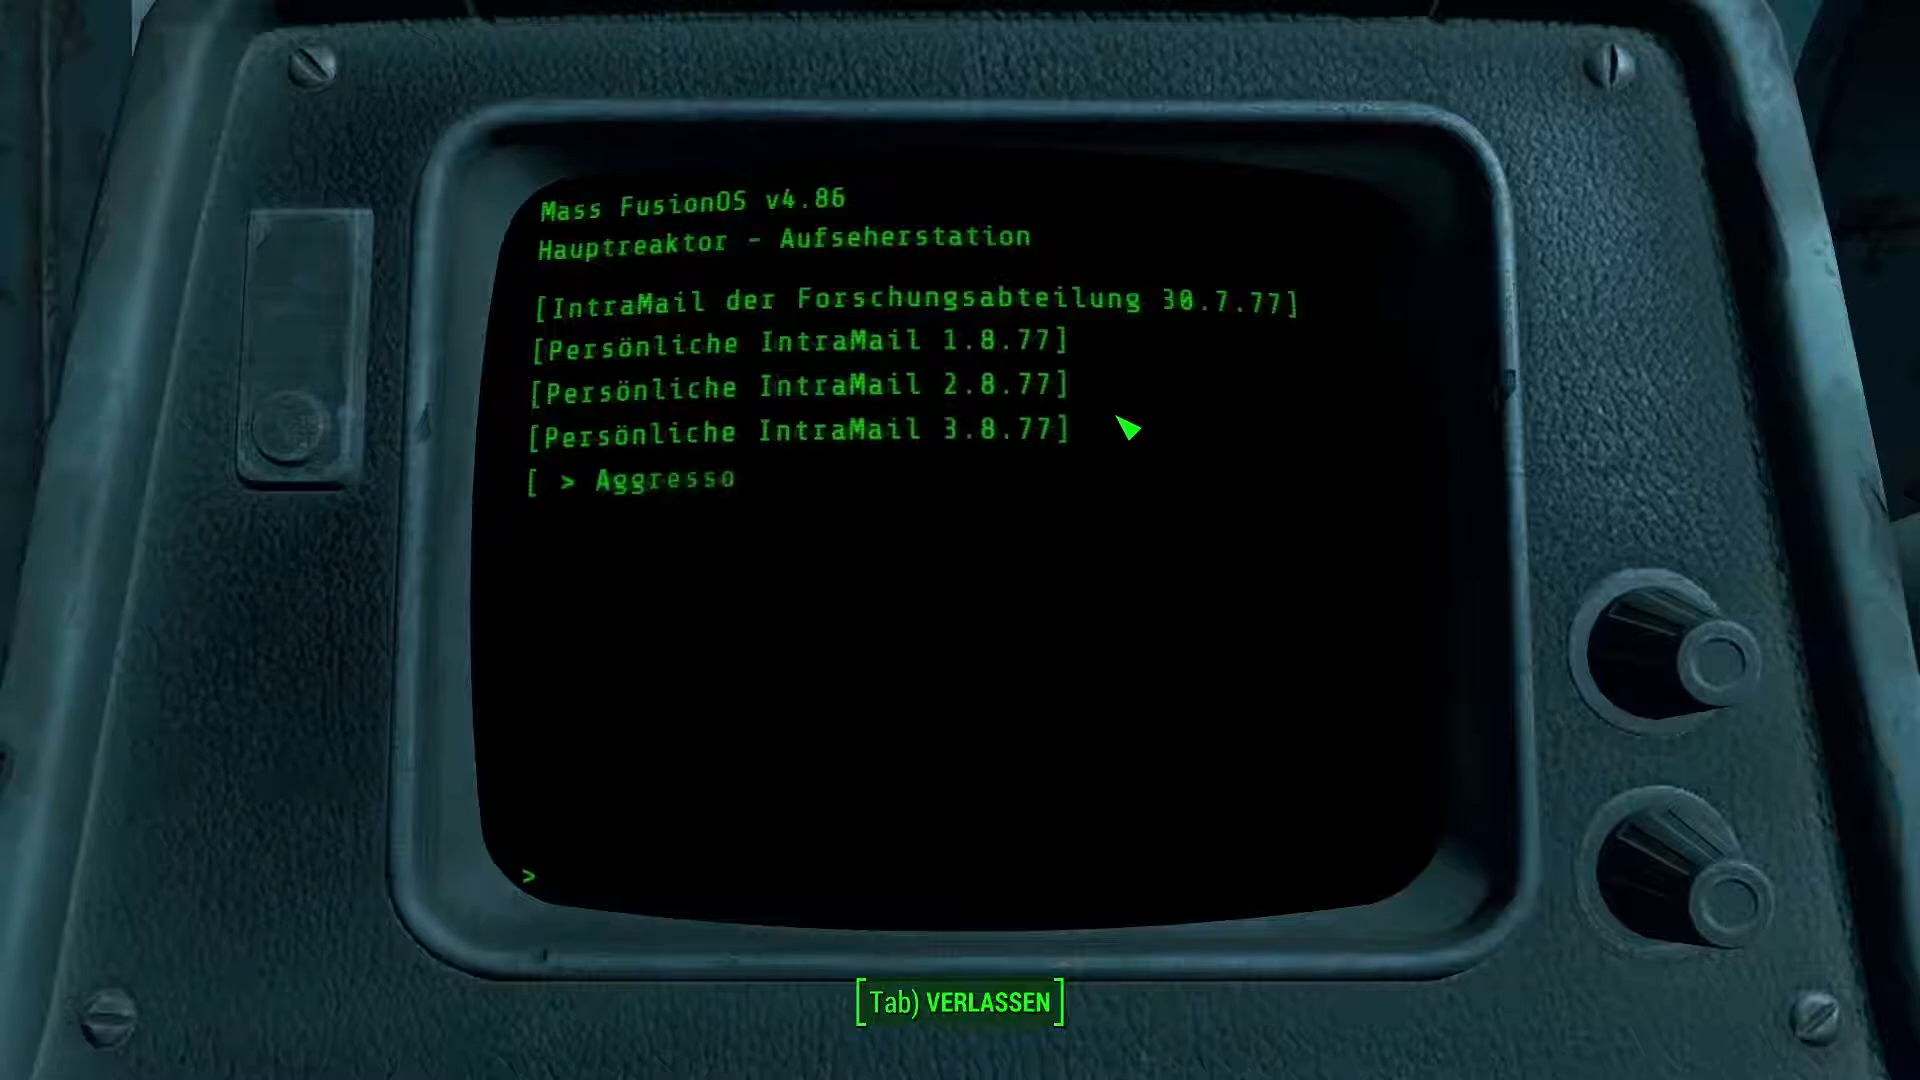 Mass FusionOS v4.86
Hauptreaktor - Aufseherstation
[IntraMail der Forschungsabteilung 30.7.77]
[Persönliche IntraMail 1.8.77]
[Persönliche IntraMail 2.8.77]
[Persönliche IntraMail 3.8.77]
[ > Aggresso
>
[Tab) VERLASSEN]